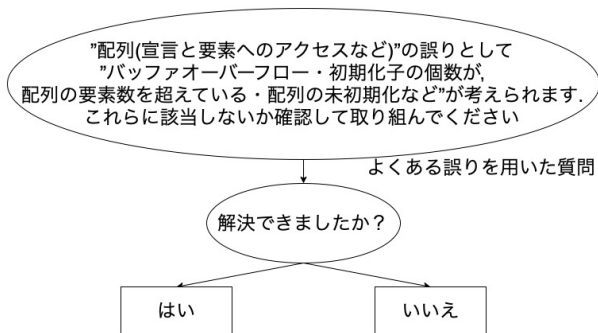 ”配列(宣言と要素へのアクセスなど)”の誤りとして
”バッファオーバーフロー・初期化子の個数が,
配列の要素数を超えている・配列の未初期化など”が考えられます.
これらに該当しないか確認して取り組んでください
よくある誤りを用いた質問
解決できましたか？
はい
いいえ